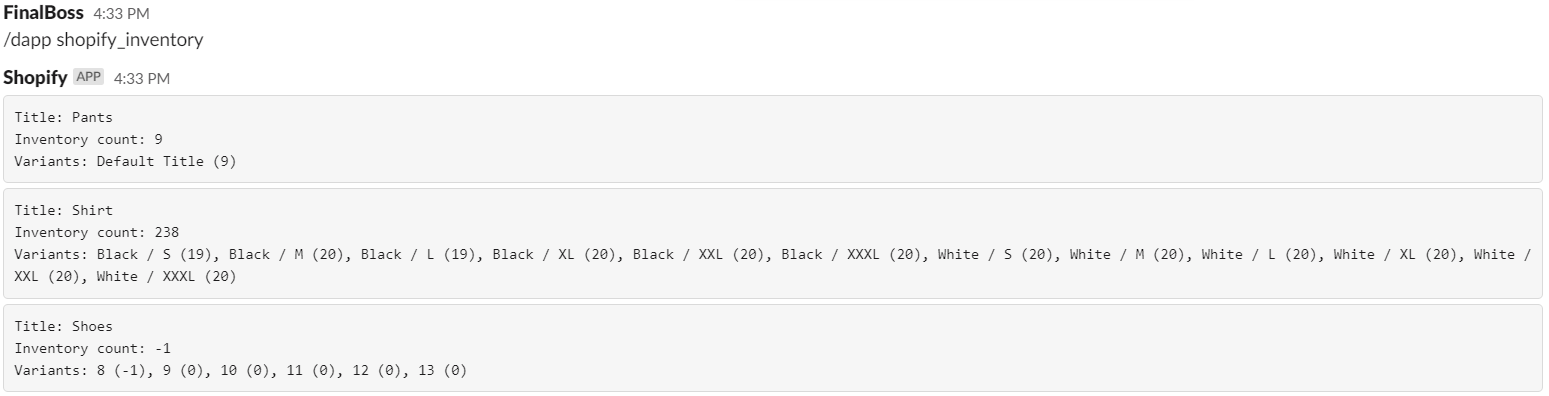 FinalBoss 4:33 PM
/dapp shopify_inventory
Shopify APP 4:33 PM
Title: Pants
Inventory count: 9
Variants: Default Title (9)
Title: Shirt
Inventory count: 238
Variants: Black / S (19), Black / M (20), Black / L (19), Black / XL (20), Black / XXL (20), Black / XXXL (20), White / S (20), White / M (20), White / L (20), White / XL (20), White /
XXL (20), White / XXXL (20)
Title: Shoes
Inventory count: -1
Variants: 8 (-1), 9 (0), 10 (0), 11 (0), 12 (0), 13 (0)